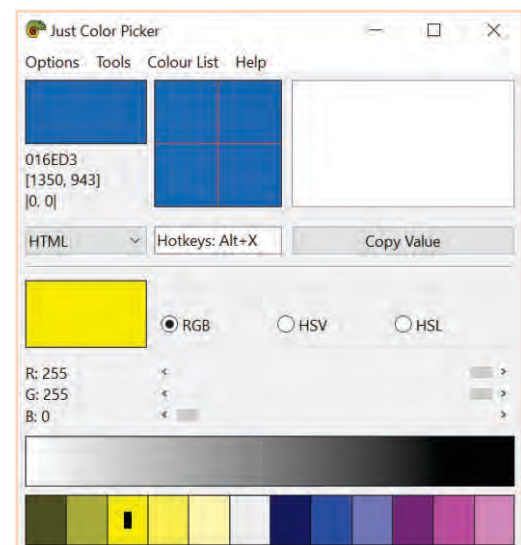 Just Color Picker
Options Tools Colour List Help
016ED3
[1350, 943]
|0, 0|
HTML Hotkeys: Alt+X Copy Value
RGB HSV HSL
R: 255
G: 255
B: 0